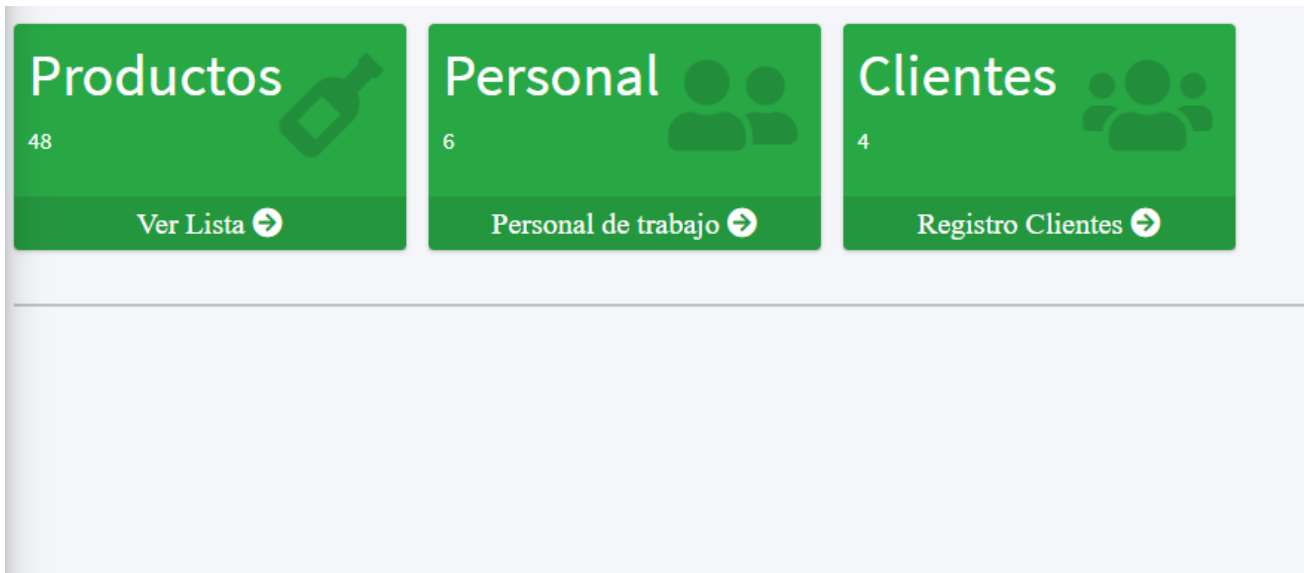 Productos
48
Ver Lista
Personal
6
Personal de trabajo
Clientes
4
Registro Clientes